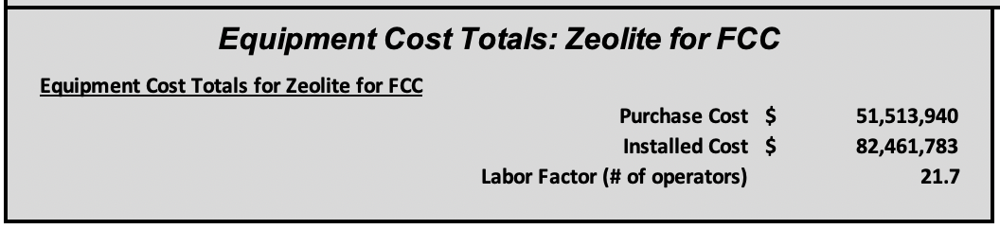 Equipment Cost Totals: Zeolite for FCC
Equipment Cost Totals for Zeolite for FCC
Purchase Cost $ 51,513,940
Installed Cost $ 82,461,783
Labor Factor (# of operators) 21.7